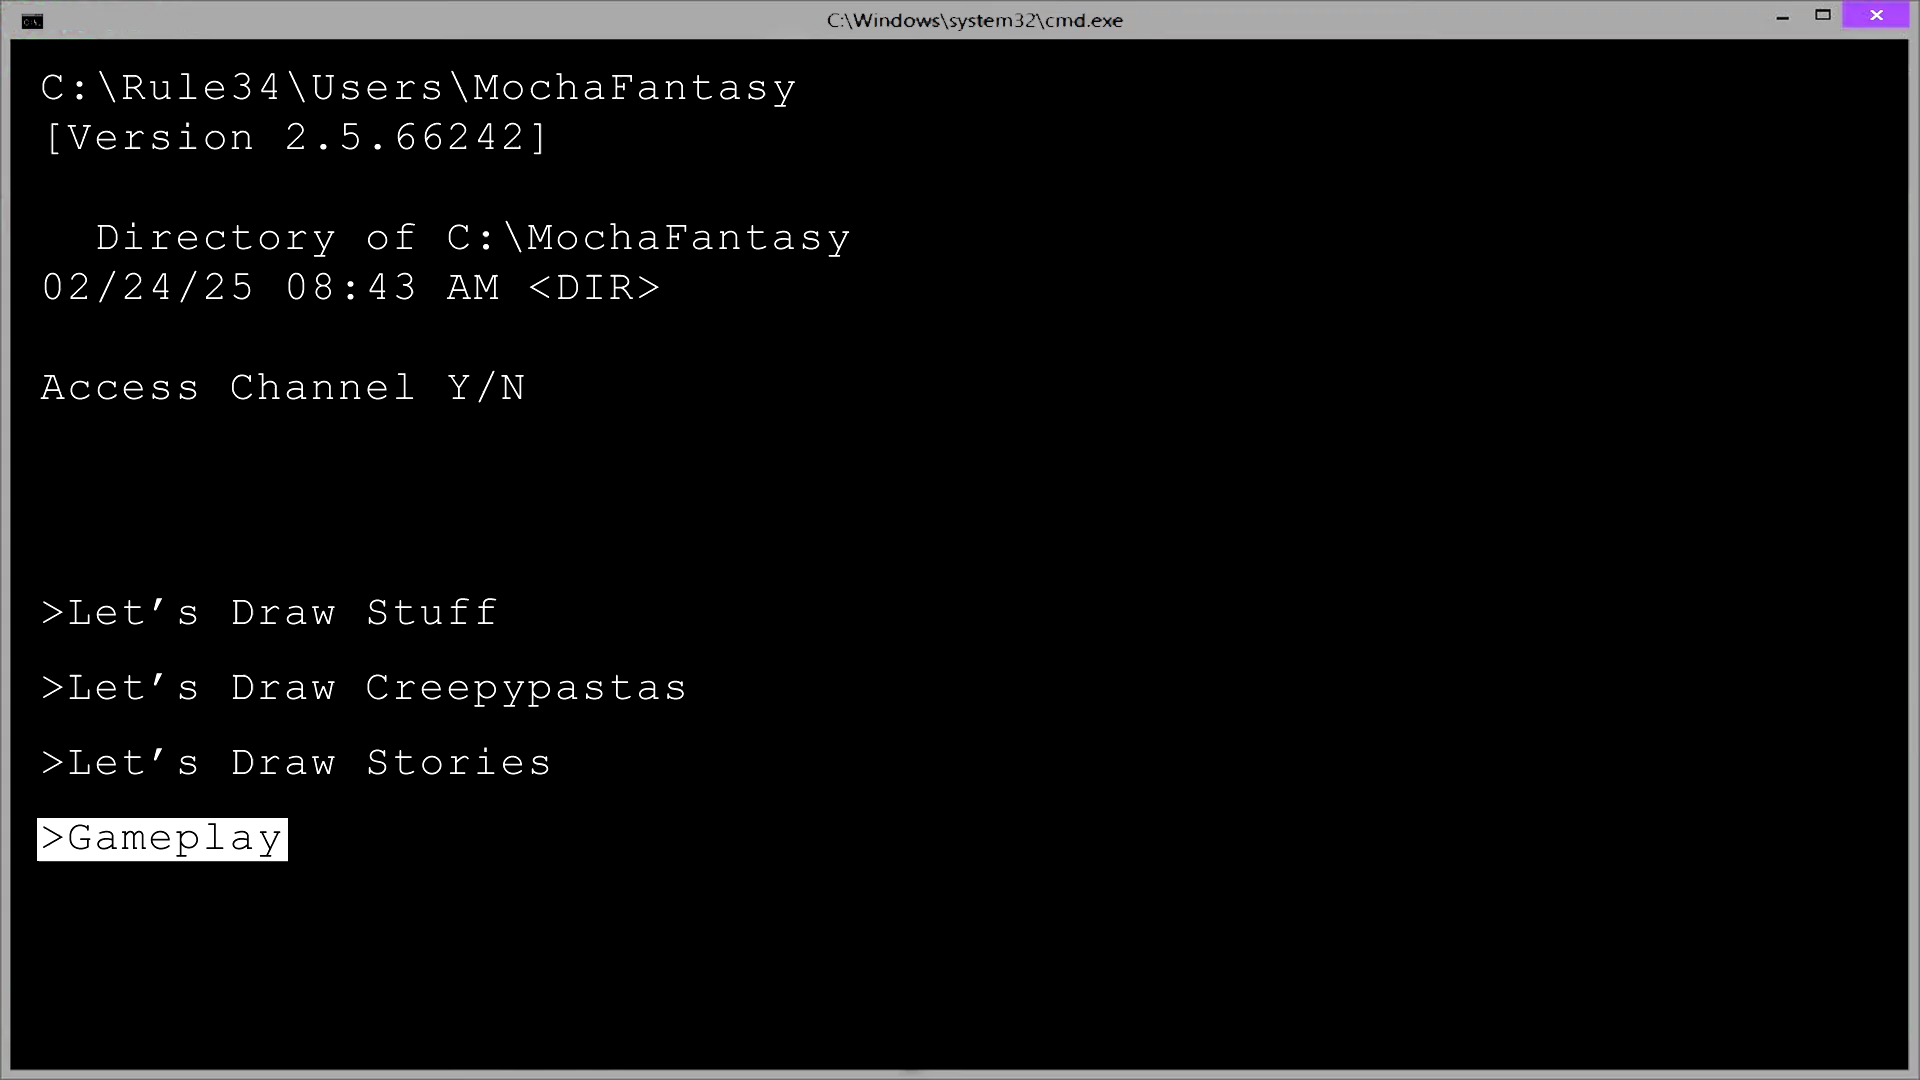 C:\Windows\system32\cmd.exe
C:\Rule34\Users\MochaFantasy
[Version 2.5.66242]
Directory of C:\MochaFantasy
02/24/25 08:43 AM <DIR>
Access Channel Y/N
>Let’s Draw Stuff
>Let’s Draw Creepypastas
>Let’s Draw Stories
>Gameplay